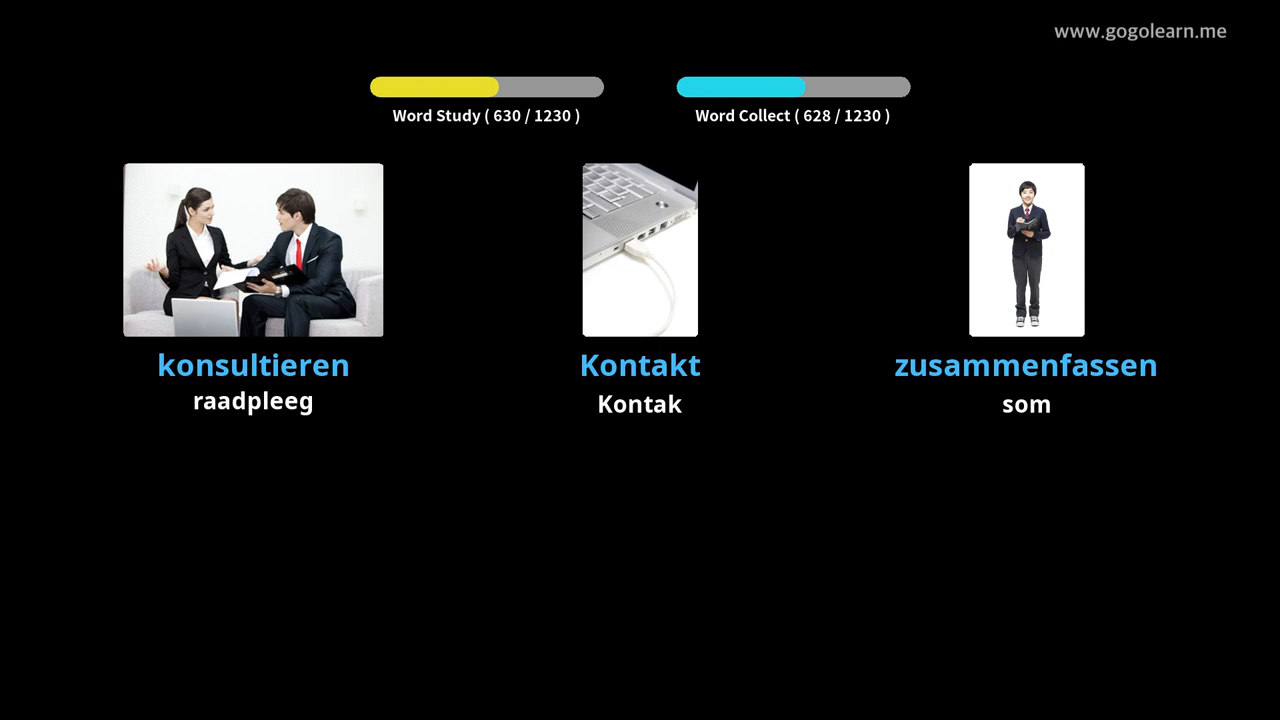 www.gogolearn.me
Word Study ( 630 / 1230 )
Word Collect ( 628 / 1230 )
konsultieren
raadpleeg
Kontakt
Kontak
zusammenfassen
som